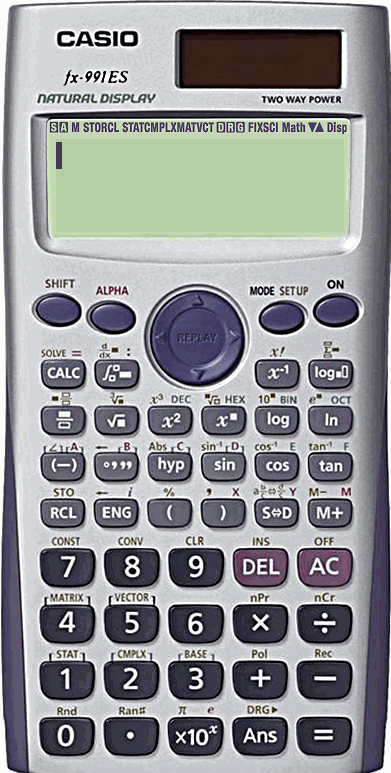 CASIO
fx-991ES
NATURAL DISPLAY
TWO WAY POWER
S A M STORCL STATCMPLXMATVCT D R G FIXSCI Math ▼▲ Disp
SHIFT ALPHA MODE SETUP ON
REPLAY
SOLVE = d/dx■ : x! Σ■
CALC ∫□■ x⁻¹ log■□
■■/□ ³√■ x³ DEC ■√□ HEX 10■ BIN e■ OCT
■/□ √■ x² x■ log ln
∠ A ← B Abs C sin⁻¹ D cos⁻¹ E tan⁻¹ F
(−) °’” hyp sin cos tan
STO ← i % , X a b/c⇔d/c Y M− M
RCL ENG ( ) S⇔D M+
CONST CONV CLR INS OFF
7 8 9 DEL AC
MATRIX VECTOR nPr nCr
4 5 6 × ÷
STAT CMPLX BASE Pol Rec
1 2 3 + −
Rnd Ran# π e DRG▶
0 • ×10ˣ Ans =